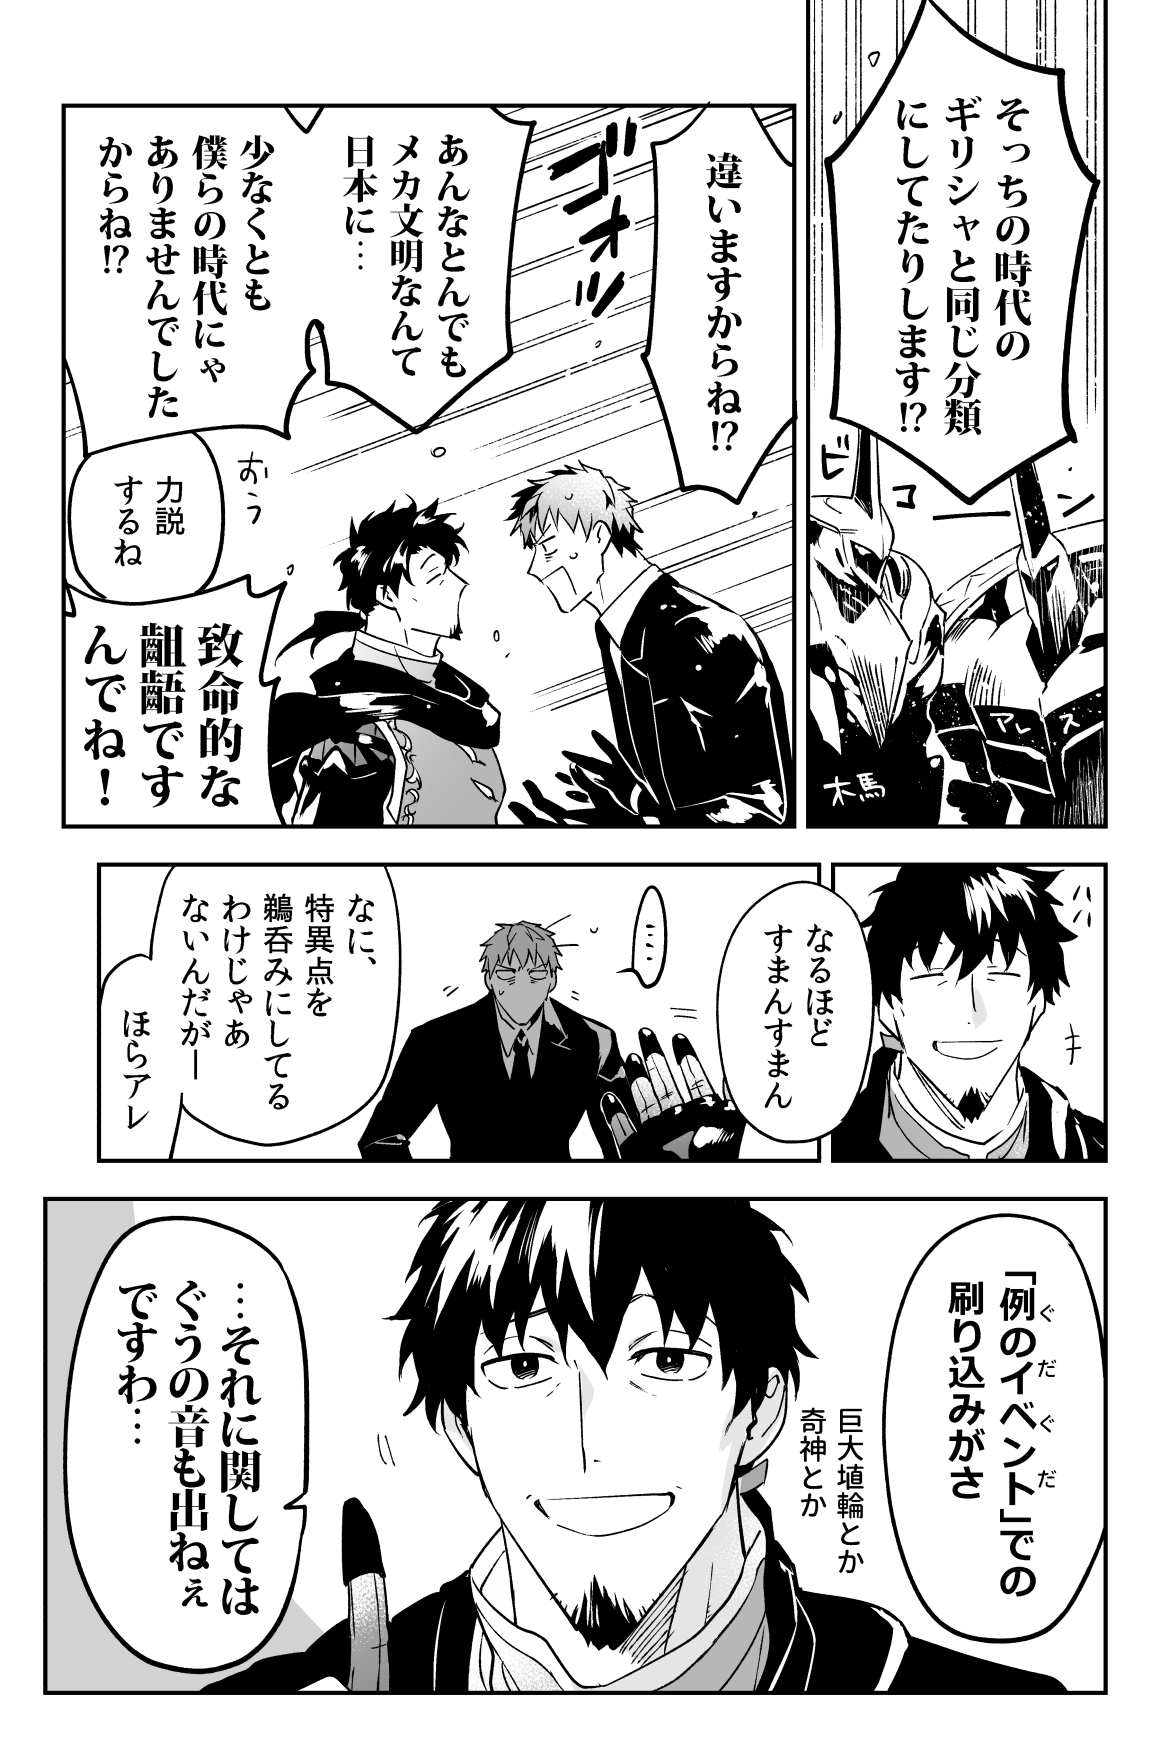 そっちの時代の
ギリシャと同じ分類
にしてたりします!?
ビコーン
アレス
木馬
違いますからね!?
ゴオッ
あんなとんでも
メカ文明なんて
日本に…
少なくとも
僕らの時代にゃ
ありませんでした
からね!?
おぅ
力説
するね
致命的な
齟齬です
んでね!
なるほど
すまんすまん
……
なに、
特異点を
鵜呑みにしてる
わけじゃあ
ないんだがー
ほらアレ
「例のイベント」での
ぐだぐだ
刷り込みがさ
巨大埴輪とか
奇神とか
…それに関しては
ぐうの音も出ねぇ
ですわ…